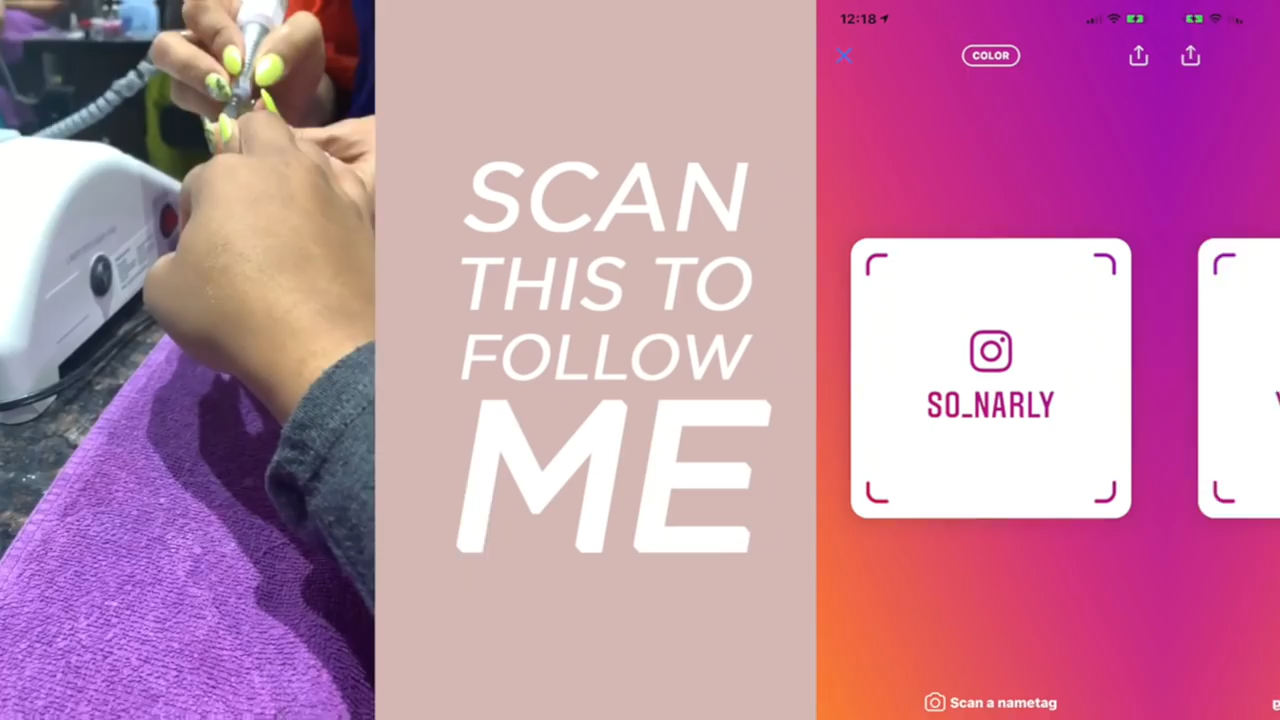 SCAN
THIS TO
FOLLOW
ME
12:18
COLOR
SO_NARLY
Scan a nametag